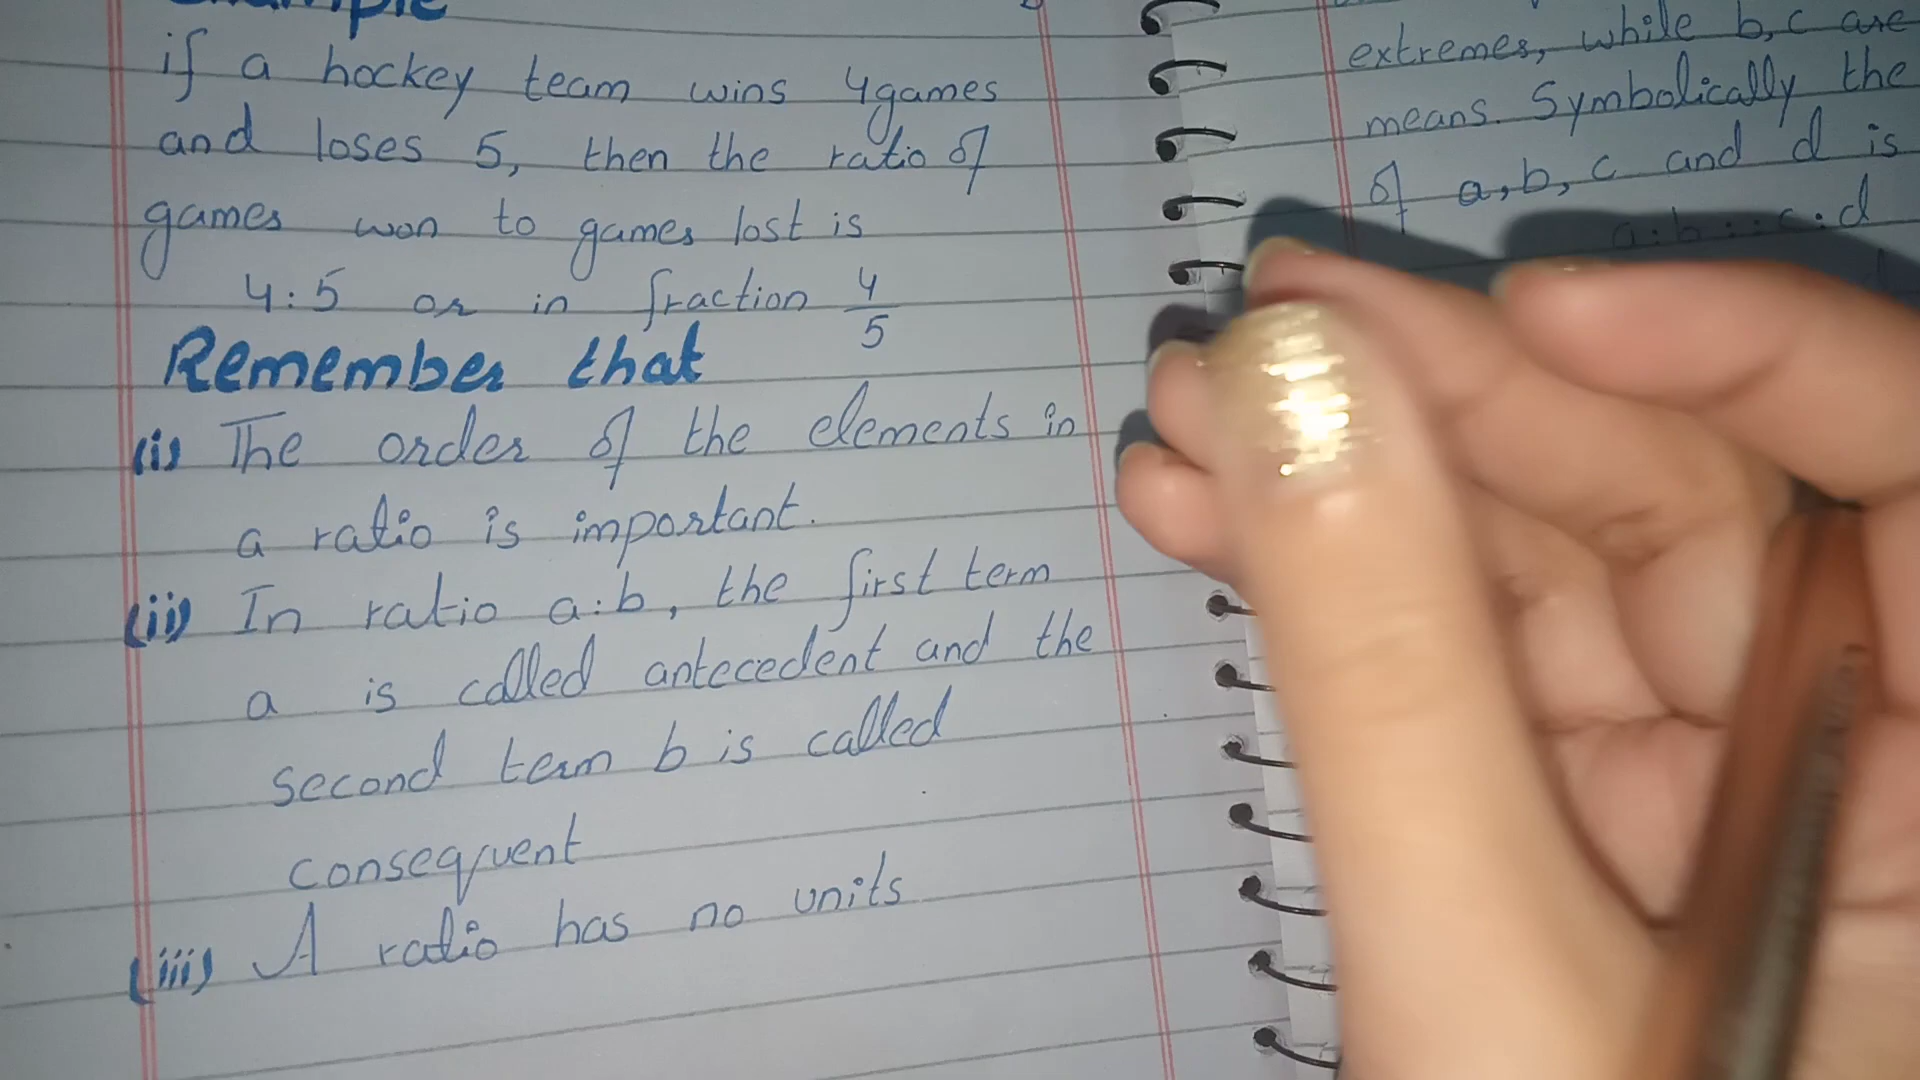 Example
if a hockey team wins 4games
and loses 5, then the ratio of
games won to games lost is
4:5 or in fraction 4/5
Remember that
(i) The order of the elements in
a ratio is important.
(ii) In ratio a:b, the first term
a is called antecedent and the
second term b is called
consequent
(iii) A ratio has no units
extremes, while b,c are
means. Symbolically the
of a,b,c and d is
a:b::c:d